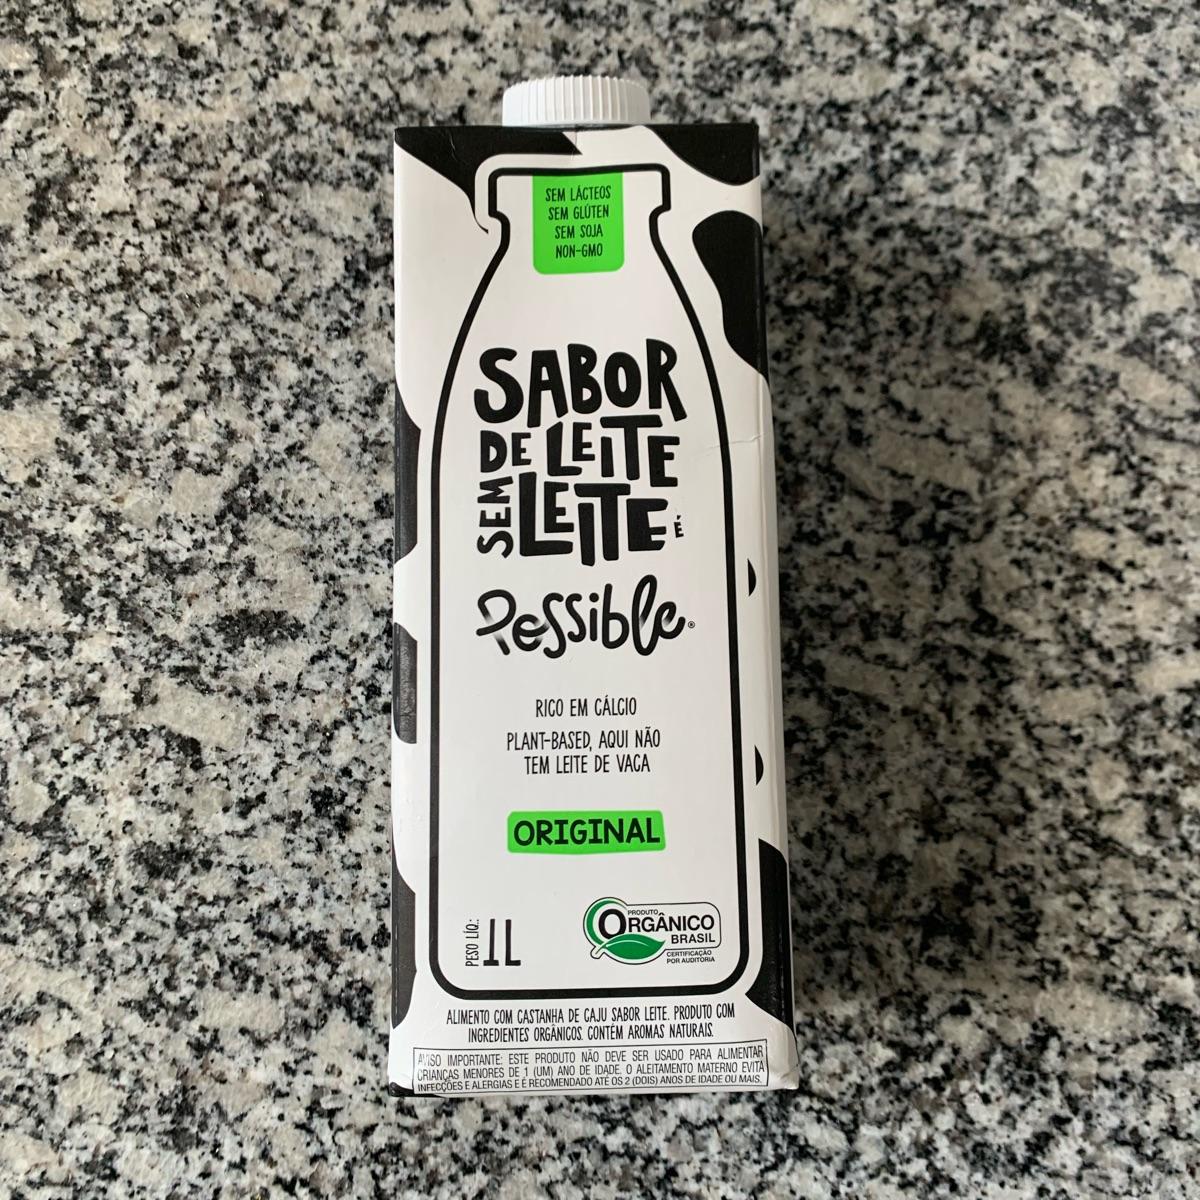 SEM LÁCTEOS
SEM GLÚTEN
SEM SOJA
NON-GMO
SABOR
DE LEITE
SEM LEITE É
Possible®
RICO EM CÁLCIO
PLANT-BASED, AQUI NÃO
TEM LEITE DE VACA
ORIGINAL
PESO LÍQ.: 1L
PRODUTO
ORGÂNICO
BRASIL
CERTIFICAÇÃO
POR AUDITORIA
ALIMENTO COM CASTANHA DE CAJU SABOR LEITE. PRODUTO COM
INGREDIENTES ORGÂNICOS. CONTÉM AROMAS NATURAIS.
AVISO IMPORTANTE: ESTE PRODUTO NÃO DEVE SER USADO PARA ALIMENTAR
CRIANÇAS MENORES DE 1 (UM) ANO DE IDADE. O ALEITAMENTO MATERNO EVITA
INFECÇÕES E ALERGIAS E É RECOMENDADO ATÉ OS 2 (DOIS) ANOS DE IDADE OU MAIS.